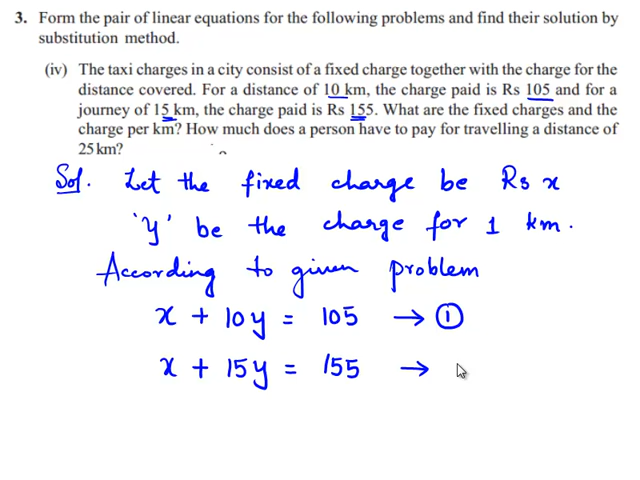 3. Form the pair of linear equations for the following problems and find their solution by
substitution method.
(iv) The taxi charges in a city consist of a fixed charge together with the charge for the
distance covered. For a distance of 10 km, the charge paid is Rs 105 and for a
journey of 15 km, the charge paid is Rs 155. What are the fixed charges and the
charge per km? How much does a person have to pay for travelling a distance of
25 km?
Sol. Let the fixed charge be Rs x
'y' be the charge for 1 km.
According to given problem
x + 10y = 105 → ①
x + 15y = 155 →